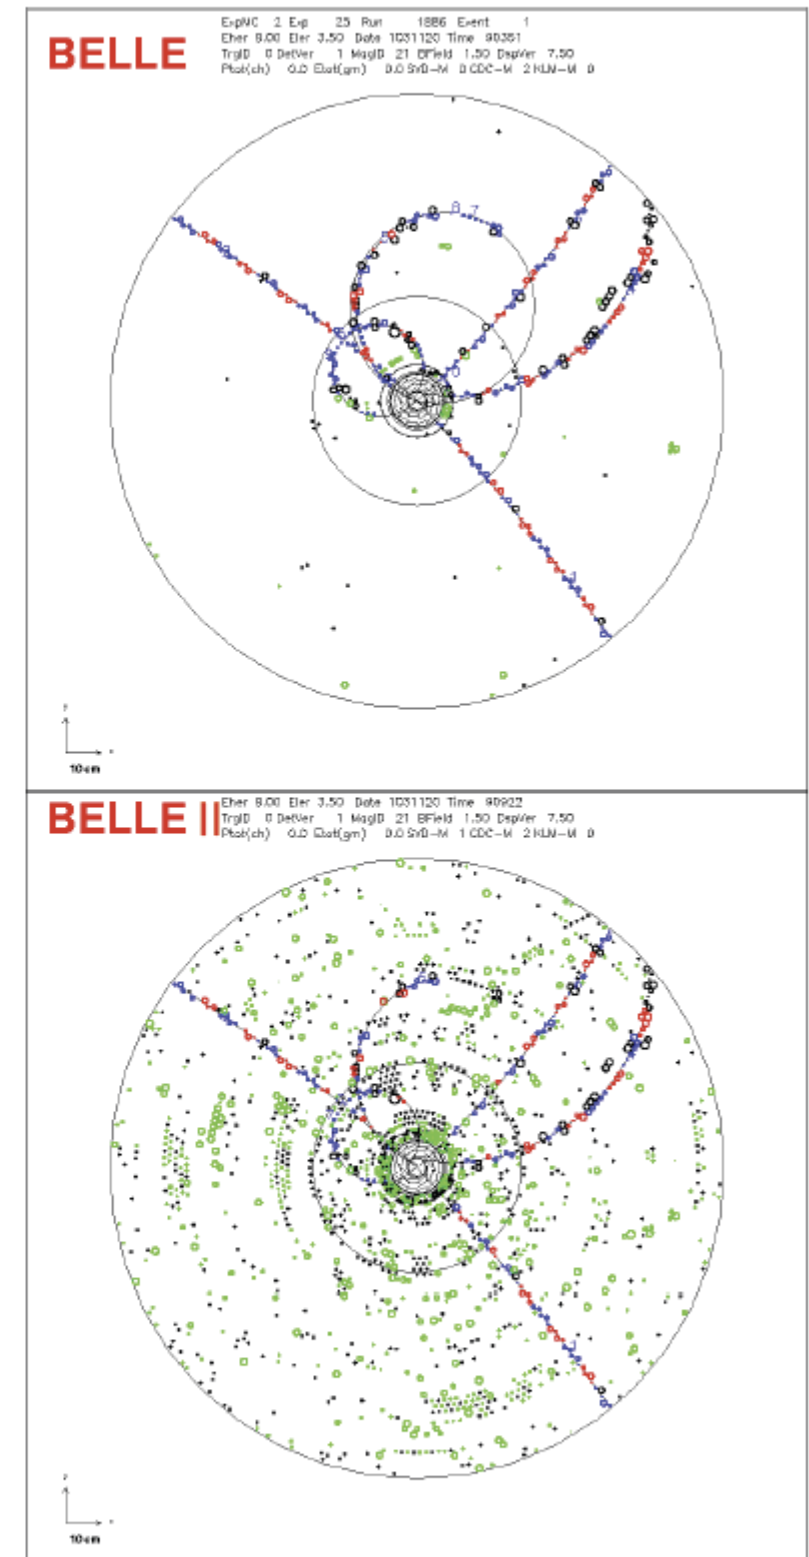 BELLE
ExpMC 2 Exp 25 Run 1886 Event 1
Eher 8.00 Eler 3.50 Date 1031120 Time 90351
TrgID 0 DetVer 1 MagID 21 BField 1.50 DspVer 7.50
Ptot(ch) 0.0 Etot(gm) 0.0 SVD-M 0 CDC-M 2 KLM-M 0
8 7
10cm
BELLE II
Eher 8.00 Eler 3.50 Date 1031120 Time 90922
TrgID 0 DetVer 1 MagID 21 BField 1.50 DspVer 7.50
Ptot(ch) 0.0 Etot(gm) 0.0 SVD-M 1 CDC-M 2 KLM-M 0
10cm